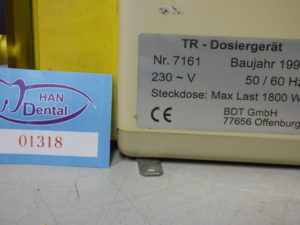 HAN
Dental
01318
TR - Dosiergerät
Nr. 7161 Baujahr 199
230 ~ V 50 / 60 Hz
Steckdose: Max Last 1800 W
CE BDT GmbH
77656 Offenburg